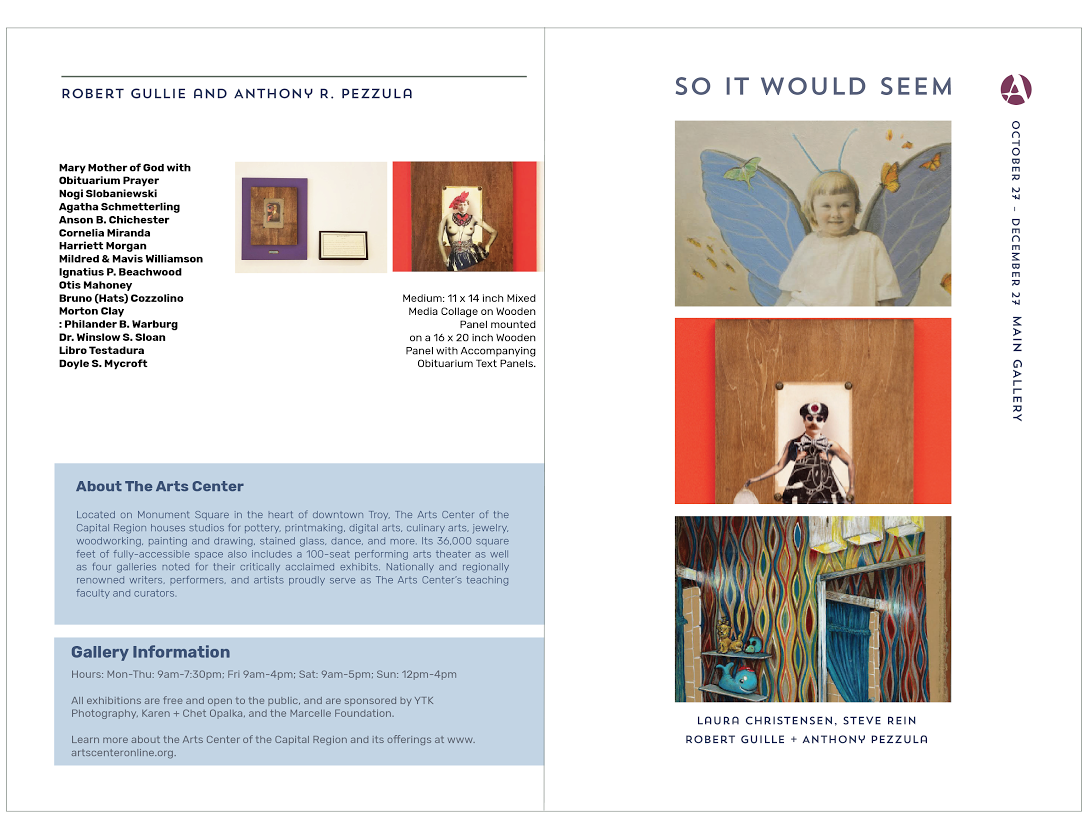 ROBERT GULLIE AND ANTHONY R. PEZZULA
Mary Mother of God with
Obituarium Prayer
Nogi Slobaniewski
Agatha Schmetterling
Anson B. Chichester
Cornelia Miranda
Harriett Morgan
Mildred & Mavis Williamson
Ignatius P. Beachwood
Otis Mahoney
Bruno (Hats) Cozzolino
Morton Clay
: Philander B. Warburg
Dr. Winslow S. Sloan
Libro Testadura
Doyle S. Mycroft
Medium: 11 x 14 inch Mixed
Media Collage on Wooden
Panel mounted
on a 16 x 20 inch Wooden
Panel with Accompanying
Obituarium Text Panels.
About The Arts Center
Located on Monument Square in the heart of downtown Troy, The Arts Center of the
Capital Region houses studios for pottery, printmaking, digital arts, culinary arts, jewelry,
woodworking, painting and drawing, stained glass, dance, and more. Its 36,000 square
feet of fully-accessible space also includes a 100-seat performing arts theater as well
as four galleries noted for their critically acclaimed exhibits. Nationally and regionally
renowned writers, performers, and artists proudly serve as The Arts Center's teaching
faculty and curators.
Gallery Information
Hours: Mon-Thu: 9am-7:30pm; Fri 9am-4pm; Sat: 9am-5pm; Sun: 12pm-4pm
All exhibitions are free and open to the public, and are sponsored by YTK
Photography, Karen + Chet Opalka, and the Marcelle Foundation.
Learn more about the Arts Center of the Capital Region and its offerings at www.
artscenteronline.org.
SO IT WOULD SEEM
OCTOBER 27 - DECEMBER 27 MAIN GALLERY
LAURA CHRISTENSEN, STEVE REIN
ROBERT GUILLE + ANTHONY PEZZULA